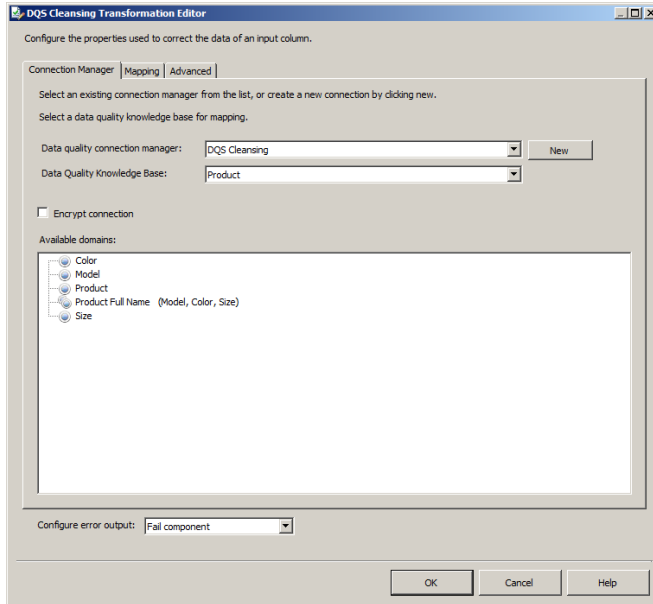 DQS Cleansing Transformation Editor
Configure the properties used to correct the data of an input column.
Connection Manager Mapping Advanced
Select an existing connection manager from the list, or create a new connection by clicking new.
Select a data quality knowledge base for mapping.
Data quality connection manager: DQS Cleansing New
Data Quality Knowledge Base: Product
Encrypt connection
Available domains:
Color
Model
Product
Product Full Name (Model, Color, Size)
Size
Configure error output: Fail component
OK Cancel Help